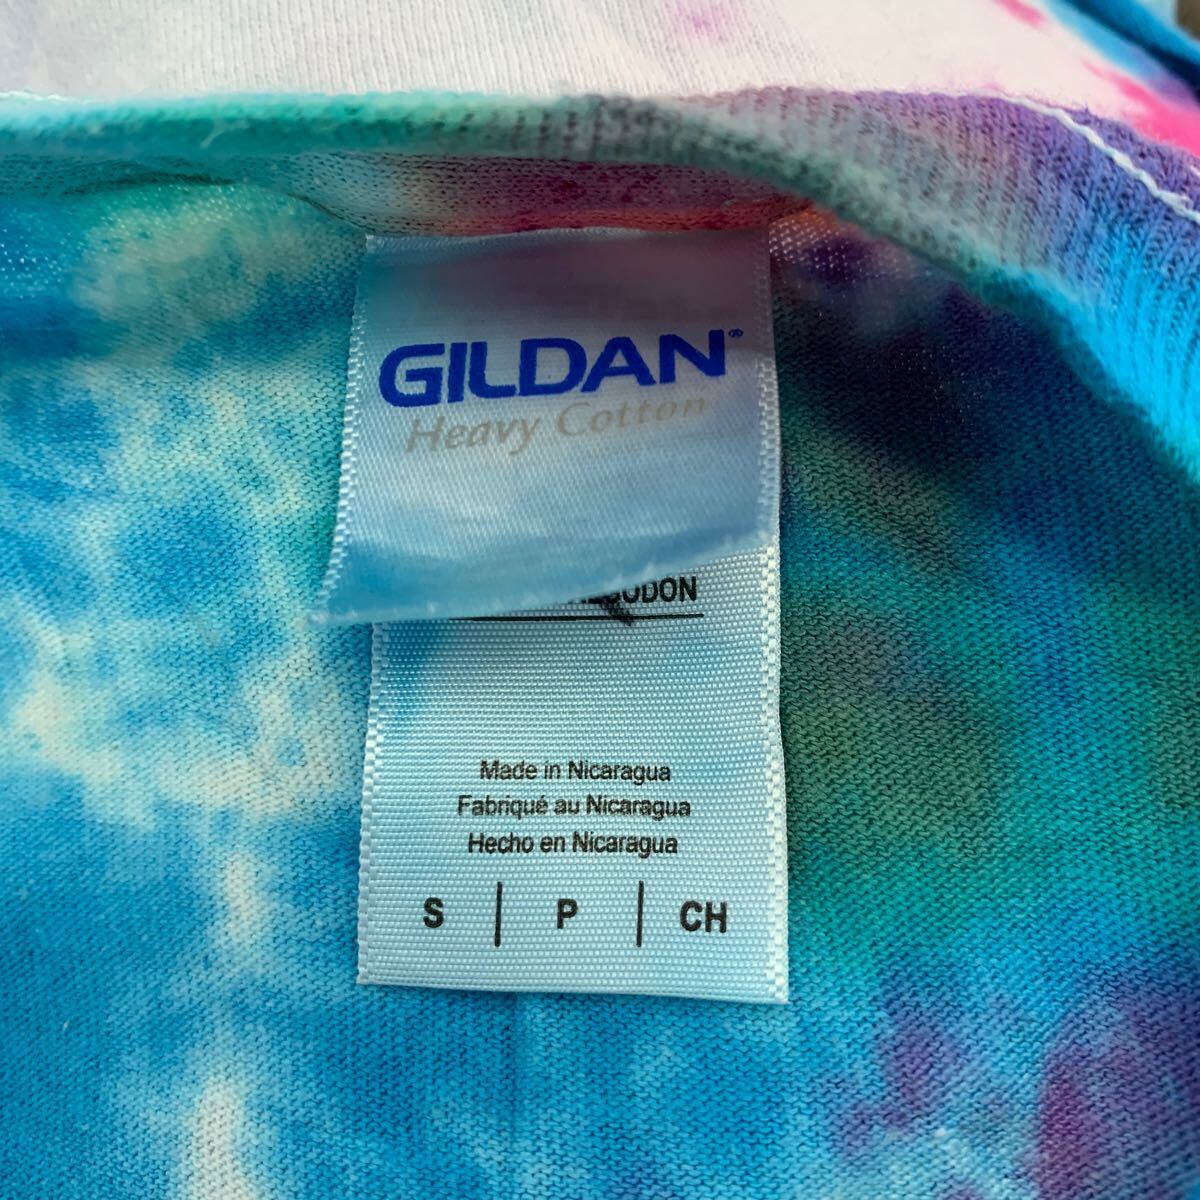 GILDAN®
Heavy Cotton
Made in Nicaragua
Fabriqué au Nicaragua
Hecho en Nicaragua
S | P | CH